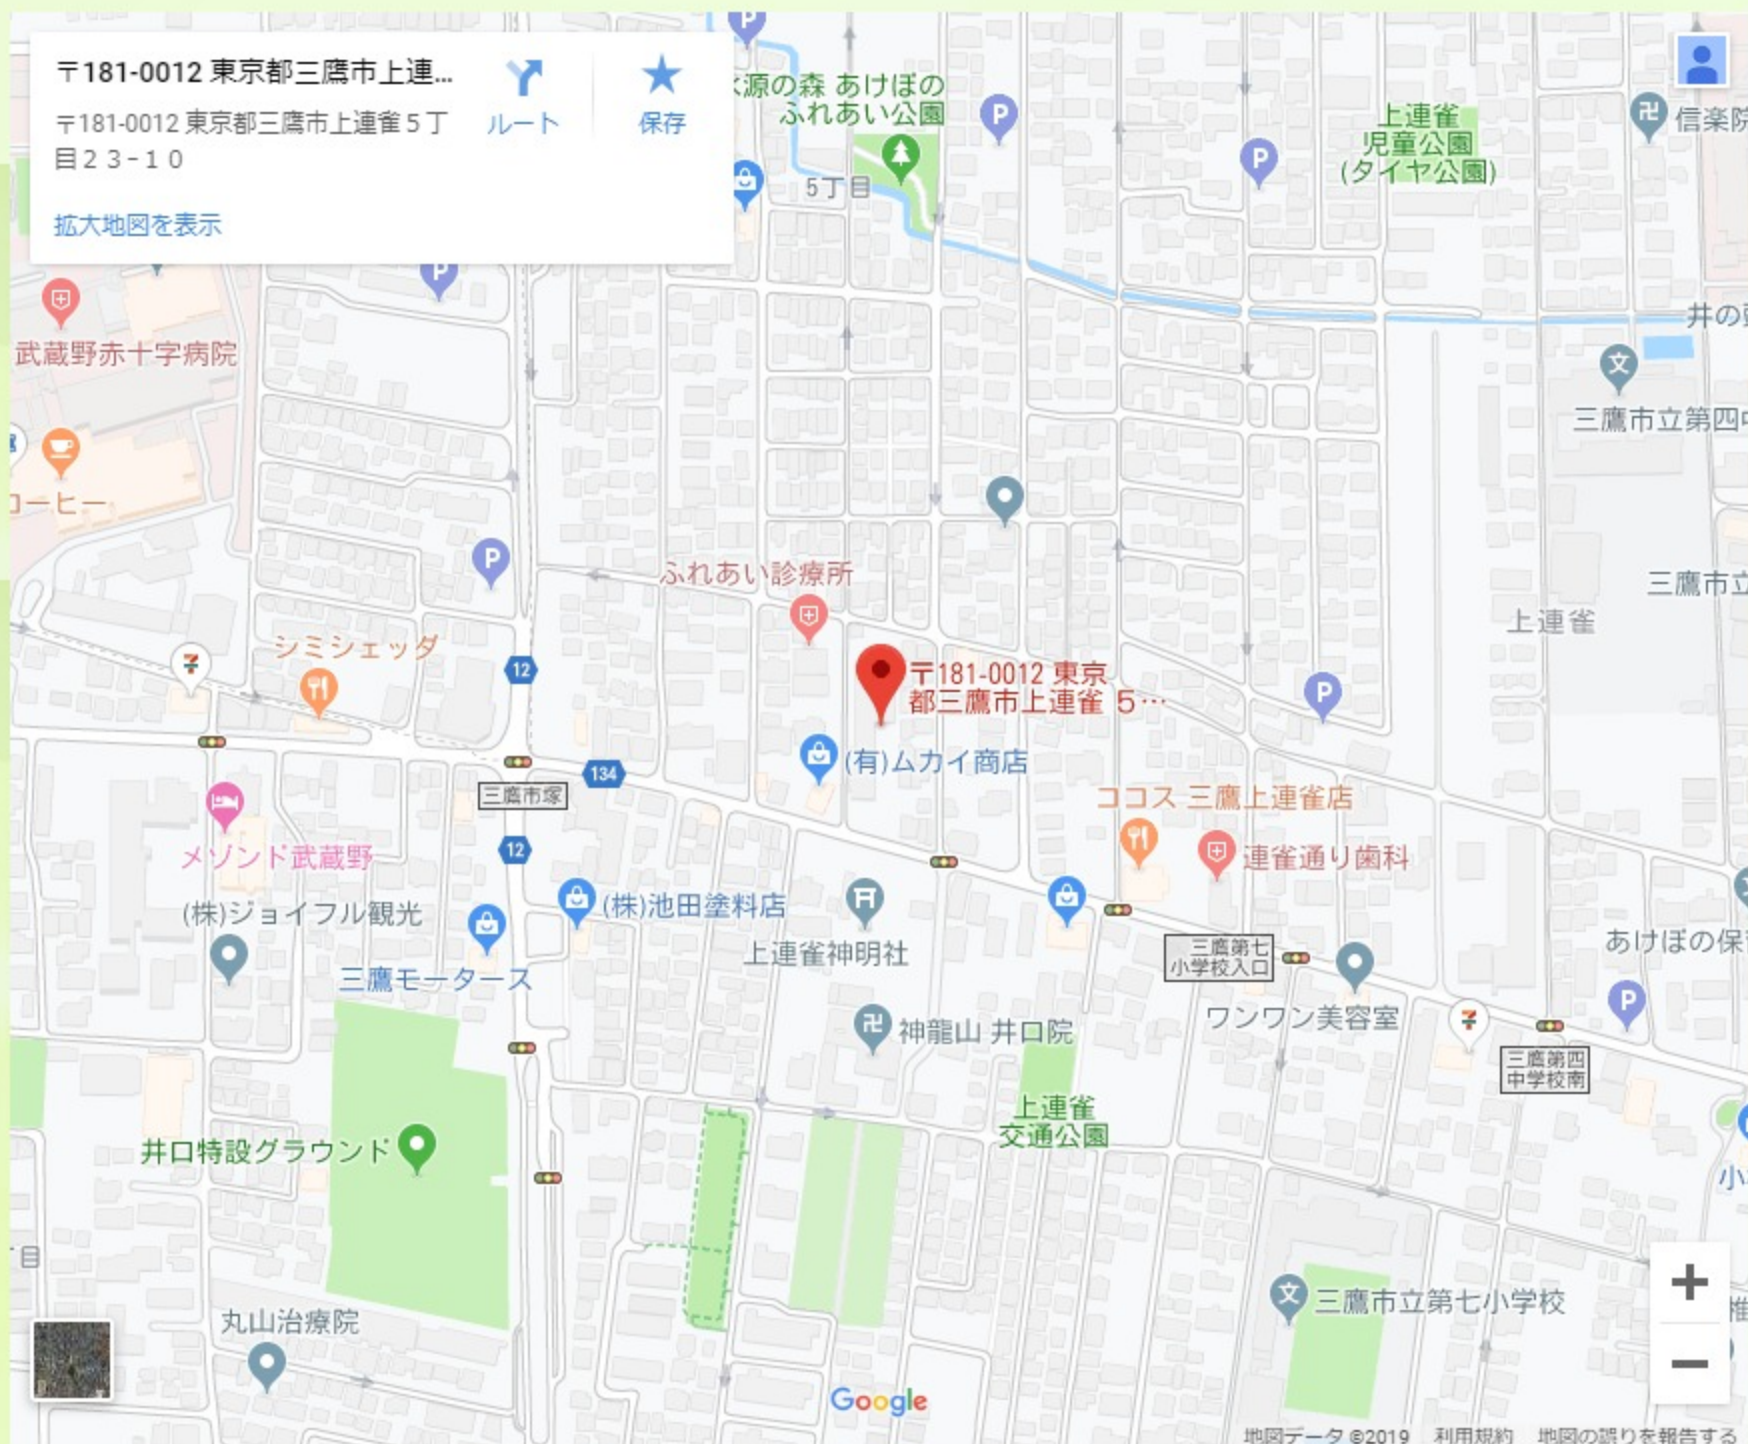 〒181-0012 東京都三鷹市上連...
〒181-0012 東京都三鷹市上連雀５丁
目２３−１０
ルート
保存
拡大地図を表示
源の森 あけぼの
ふれあい公園
5丁目
P
P
P
P
P
P
P
上連雀
児童公園
(タイヤ公園)
卍
信楽院
武蔵野赤十字病院
井の
文
三鷹市立第四
コーヒー
ふれあい診療所
三鷹市立
上連雀
シミシェッダ
7
12
〒181-0012 東京
都三鷹市上連雀 ５…
(有)ムカイ商店
134
三鷹市塚
ココス 三鷹上連雀店
連雀通り歯科
12
メゾンド武蔵野
(株)ジョイフル観光
(株)池田塗料店
三鷹モータース
上連雀神明社
三鷹第七
小学校入口
あけぼの保
P
ワンワン美容室
7
卍
神龍山 井口院
三鷹第四
中学校南
上連雀
交通公園
井口特設グラウンド
小
目
文
三鷹市立第七小学校
丸山治療院
+
−
Google
地図データ ©2019
利用規約
地図の誤りを報告する